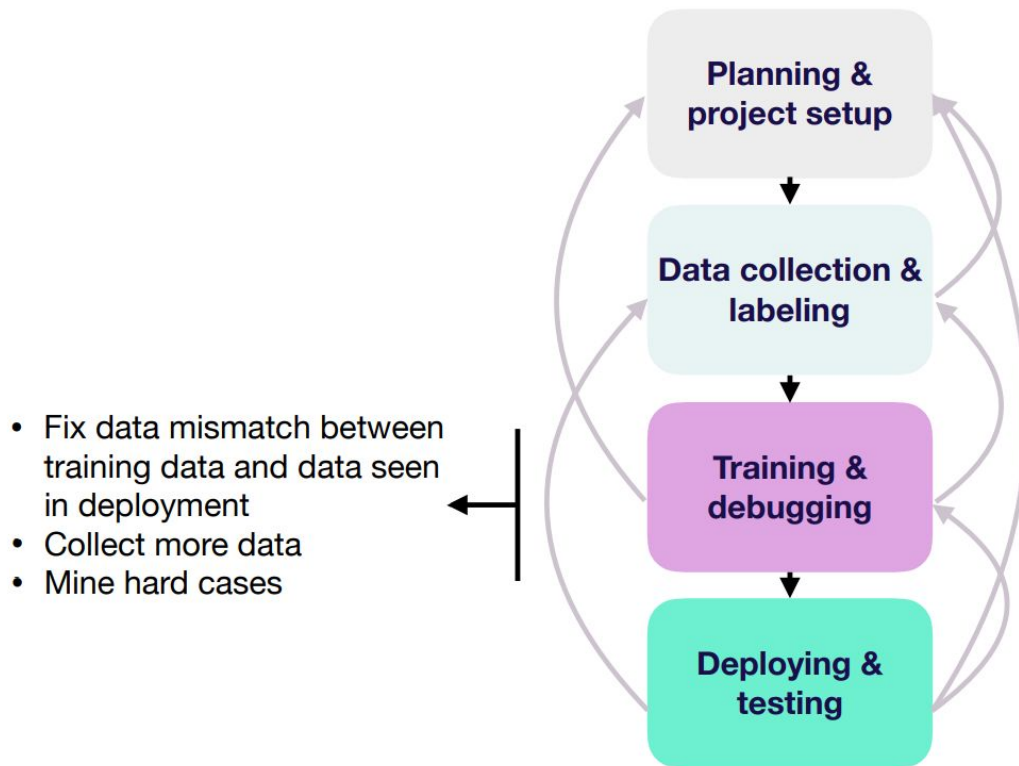 Planning &
project setup
Data collection &
labeling
• Fix data mismatch between
training data and data seen
in deployment
• Collect more data
• Mine hard cases
Training &
debugging
Deploying &
testing